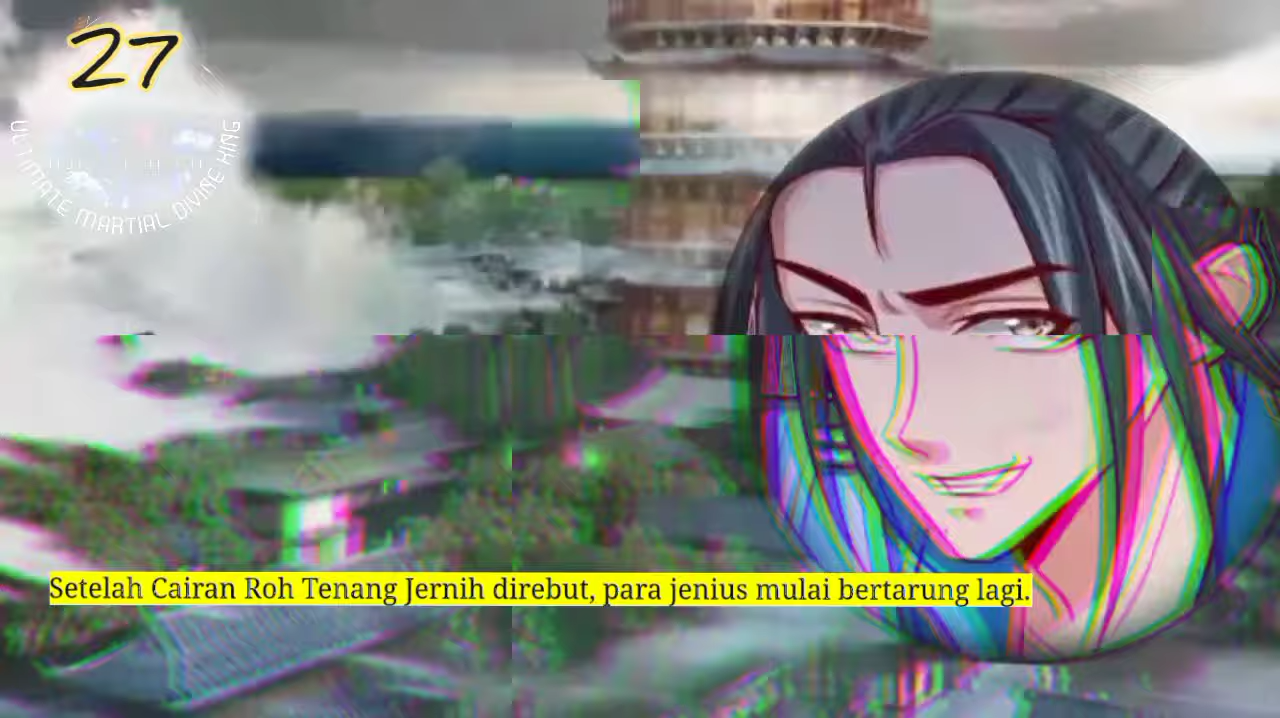 27
ULTIMATE MARTIAL DIVINE KING
Setelah Cairan Roh Tenang Jernih direbut, para jenius mulai bertarung lagi.